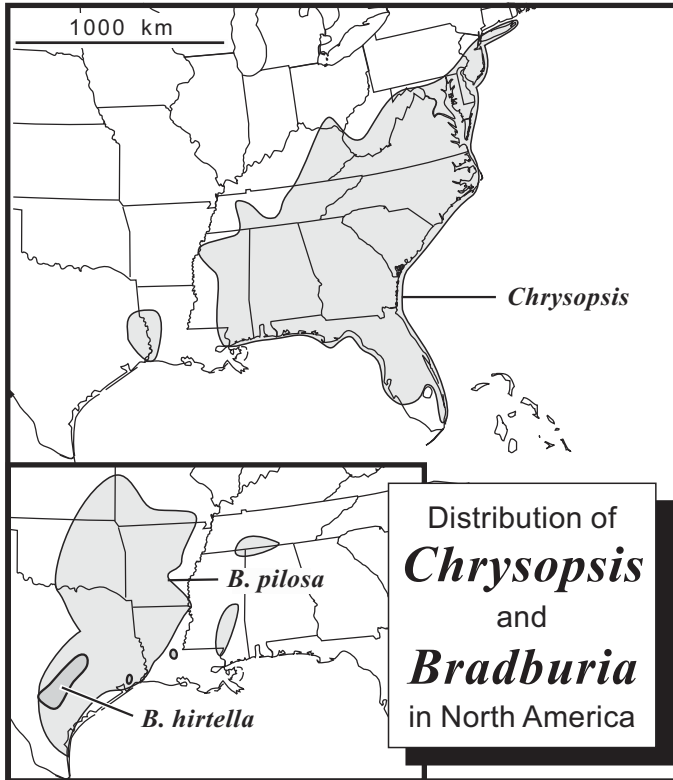 1000 km
Chrysopsis
B. pilosa
B. hirtella
Distribution of
Chrysopsis
and
Bradburia
in North America